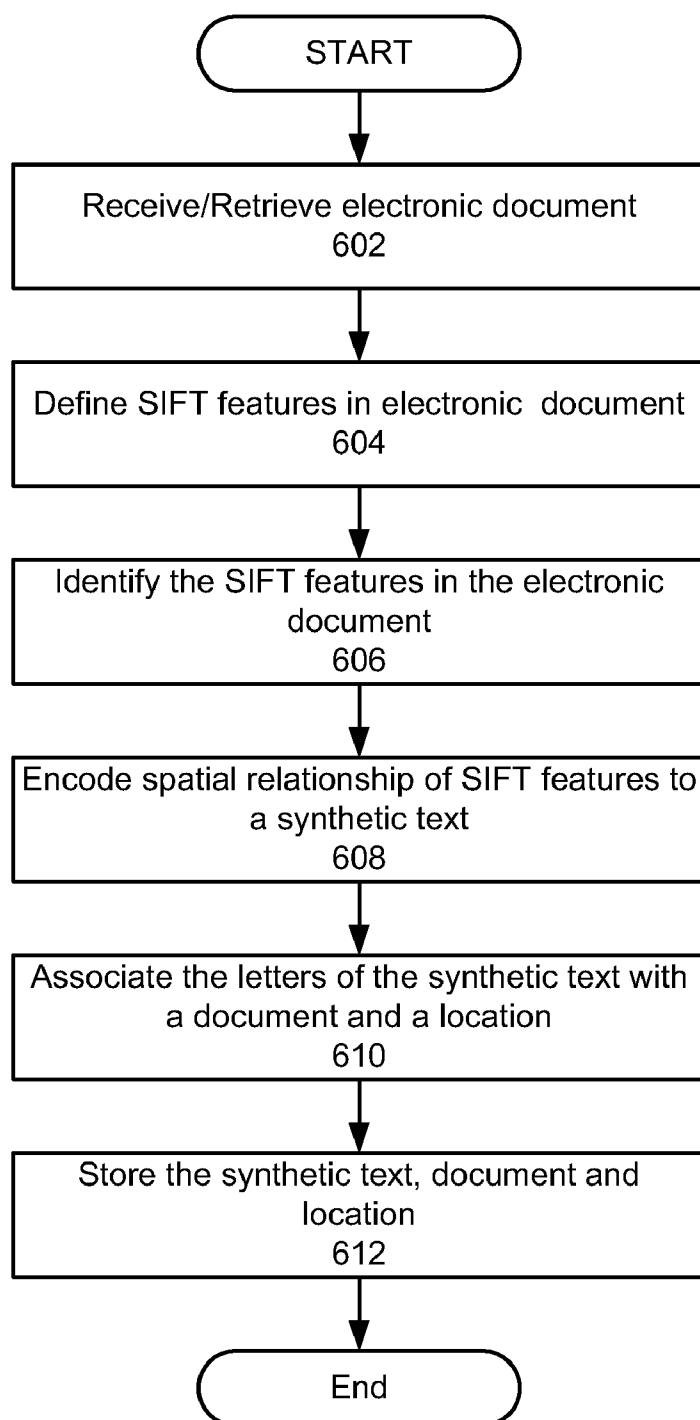 START
Receive/Retrieve electronic document
602
Define SIFT features in electronic document
604
Identify the SIFT features in the electronic
document
606
Encode spatial relationship of SIFT features to
a synthetic text
608
Associate the letters of the synthetic text with
a document and a location
610
Store the synthetic text, document and
location
612
End